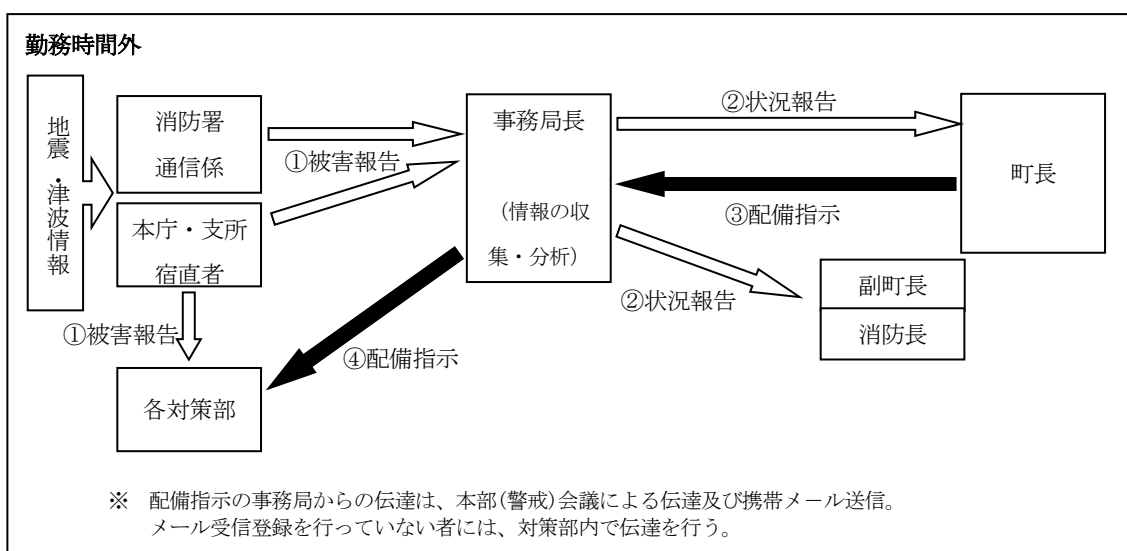 勤務時間外
地震・津波情報
消防署
通信係
本庁・支所
宿直者
①被害報告
①被害報告
各対策部
事務局長
（情報の収
集・分析）
②状況報告
③配備指示
②状況報告
④配備指示
町長
副町長
消防長
※　配備指示の事務局からの伝達は、本部(警戒)会議による伝達及び携帯メール送信。
メール受信登録を行っていない者には、対策部内で伝達を行う。